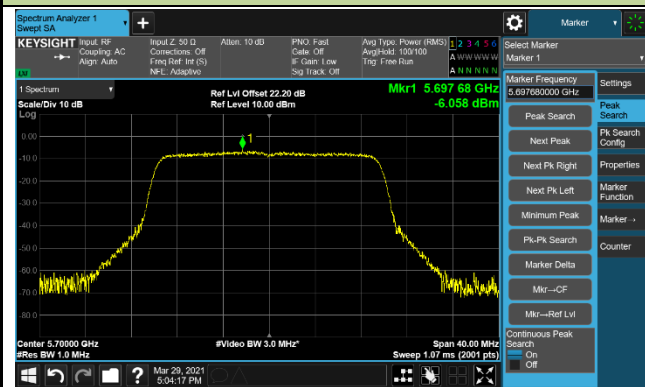 Spectrum Analyzer 1
Swept SA
+
Marker
KEYSIGHT
Input: RF
Coupling: AC
Align: Auto
Input Z: 50 Ω
Corrections: Off
Freq Ref: Int (S)
NFE: Adaptive
Atten: 10 dB
PNO: Fast
Gate: Off
IF Gain: Low
Sig Track: Off
Avg Type: Power (RMS)
Avg|Hold: 100/100
Trig: Free Run
1 2 3 4 5 6
A W W W W W
A N N N N N
LXI
Select Marker
Marker 1
1 Spectrum
Scale/Div 10 dB
Log
Ref Lvl Offset 22.20 dB
Ref Level 10.00 dBm
Mkr1 5.697 68 GHz
-6.058 dBm
Marker Frequency
5.697680000 GHz
Peak Search
Next Peak
Next Pk Right
Next Pk Left
Minimum Peak
Pk-Pk Search
Marker Delta
Mkr→CF
Mkr→Ref Lvl
Continuous Peak
Search
On
Off
Settings
Peak
Search
Pk Search
Config
Properties
Marker
Function
Marker→
Counter
0.00
-10.0
-20.0
-30.0
-40.0
-50.0
-60.0
-70.0
-80.0
1
Center 5.70000 GHz
#Res BW 1.0 MHz
#Video BW 3.0 MHz*
Span 40.00 MHz
Sweep 1.07 ms (2001 pts)
?
Mar 29, 2021
5:04:17 PM